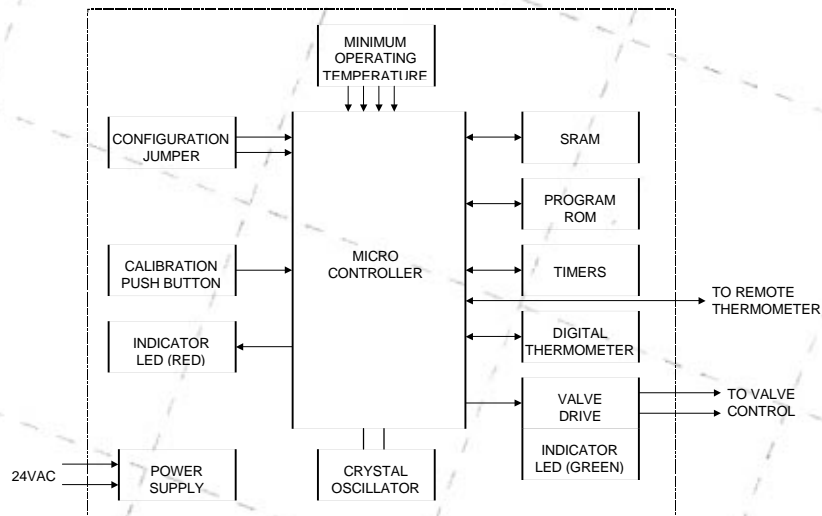 MINIMUM
OPERATING
TEMPERATURE
CONFIGURATION
JUMPER
SRAM
PROGRAM
ROM
MICRO
CONTROLLER
CALIBRATION
PUSH BUTTON
TIMERS
TO REMOTE
THERMOMETER
INDICATOR
LED (RED)
DIGITAL
THERMOMETER
VALVE
DRIVE
TO VALVE
CONTROL
INDICATOR
LED (GREEN)
24VAC
POWER
SUPPLY
CRYSTAL
OSCILLATOR